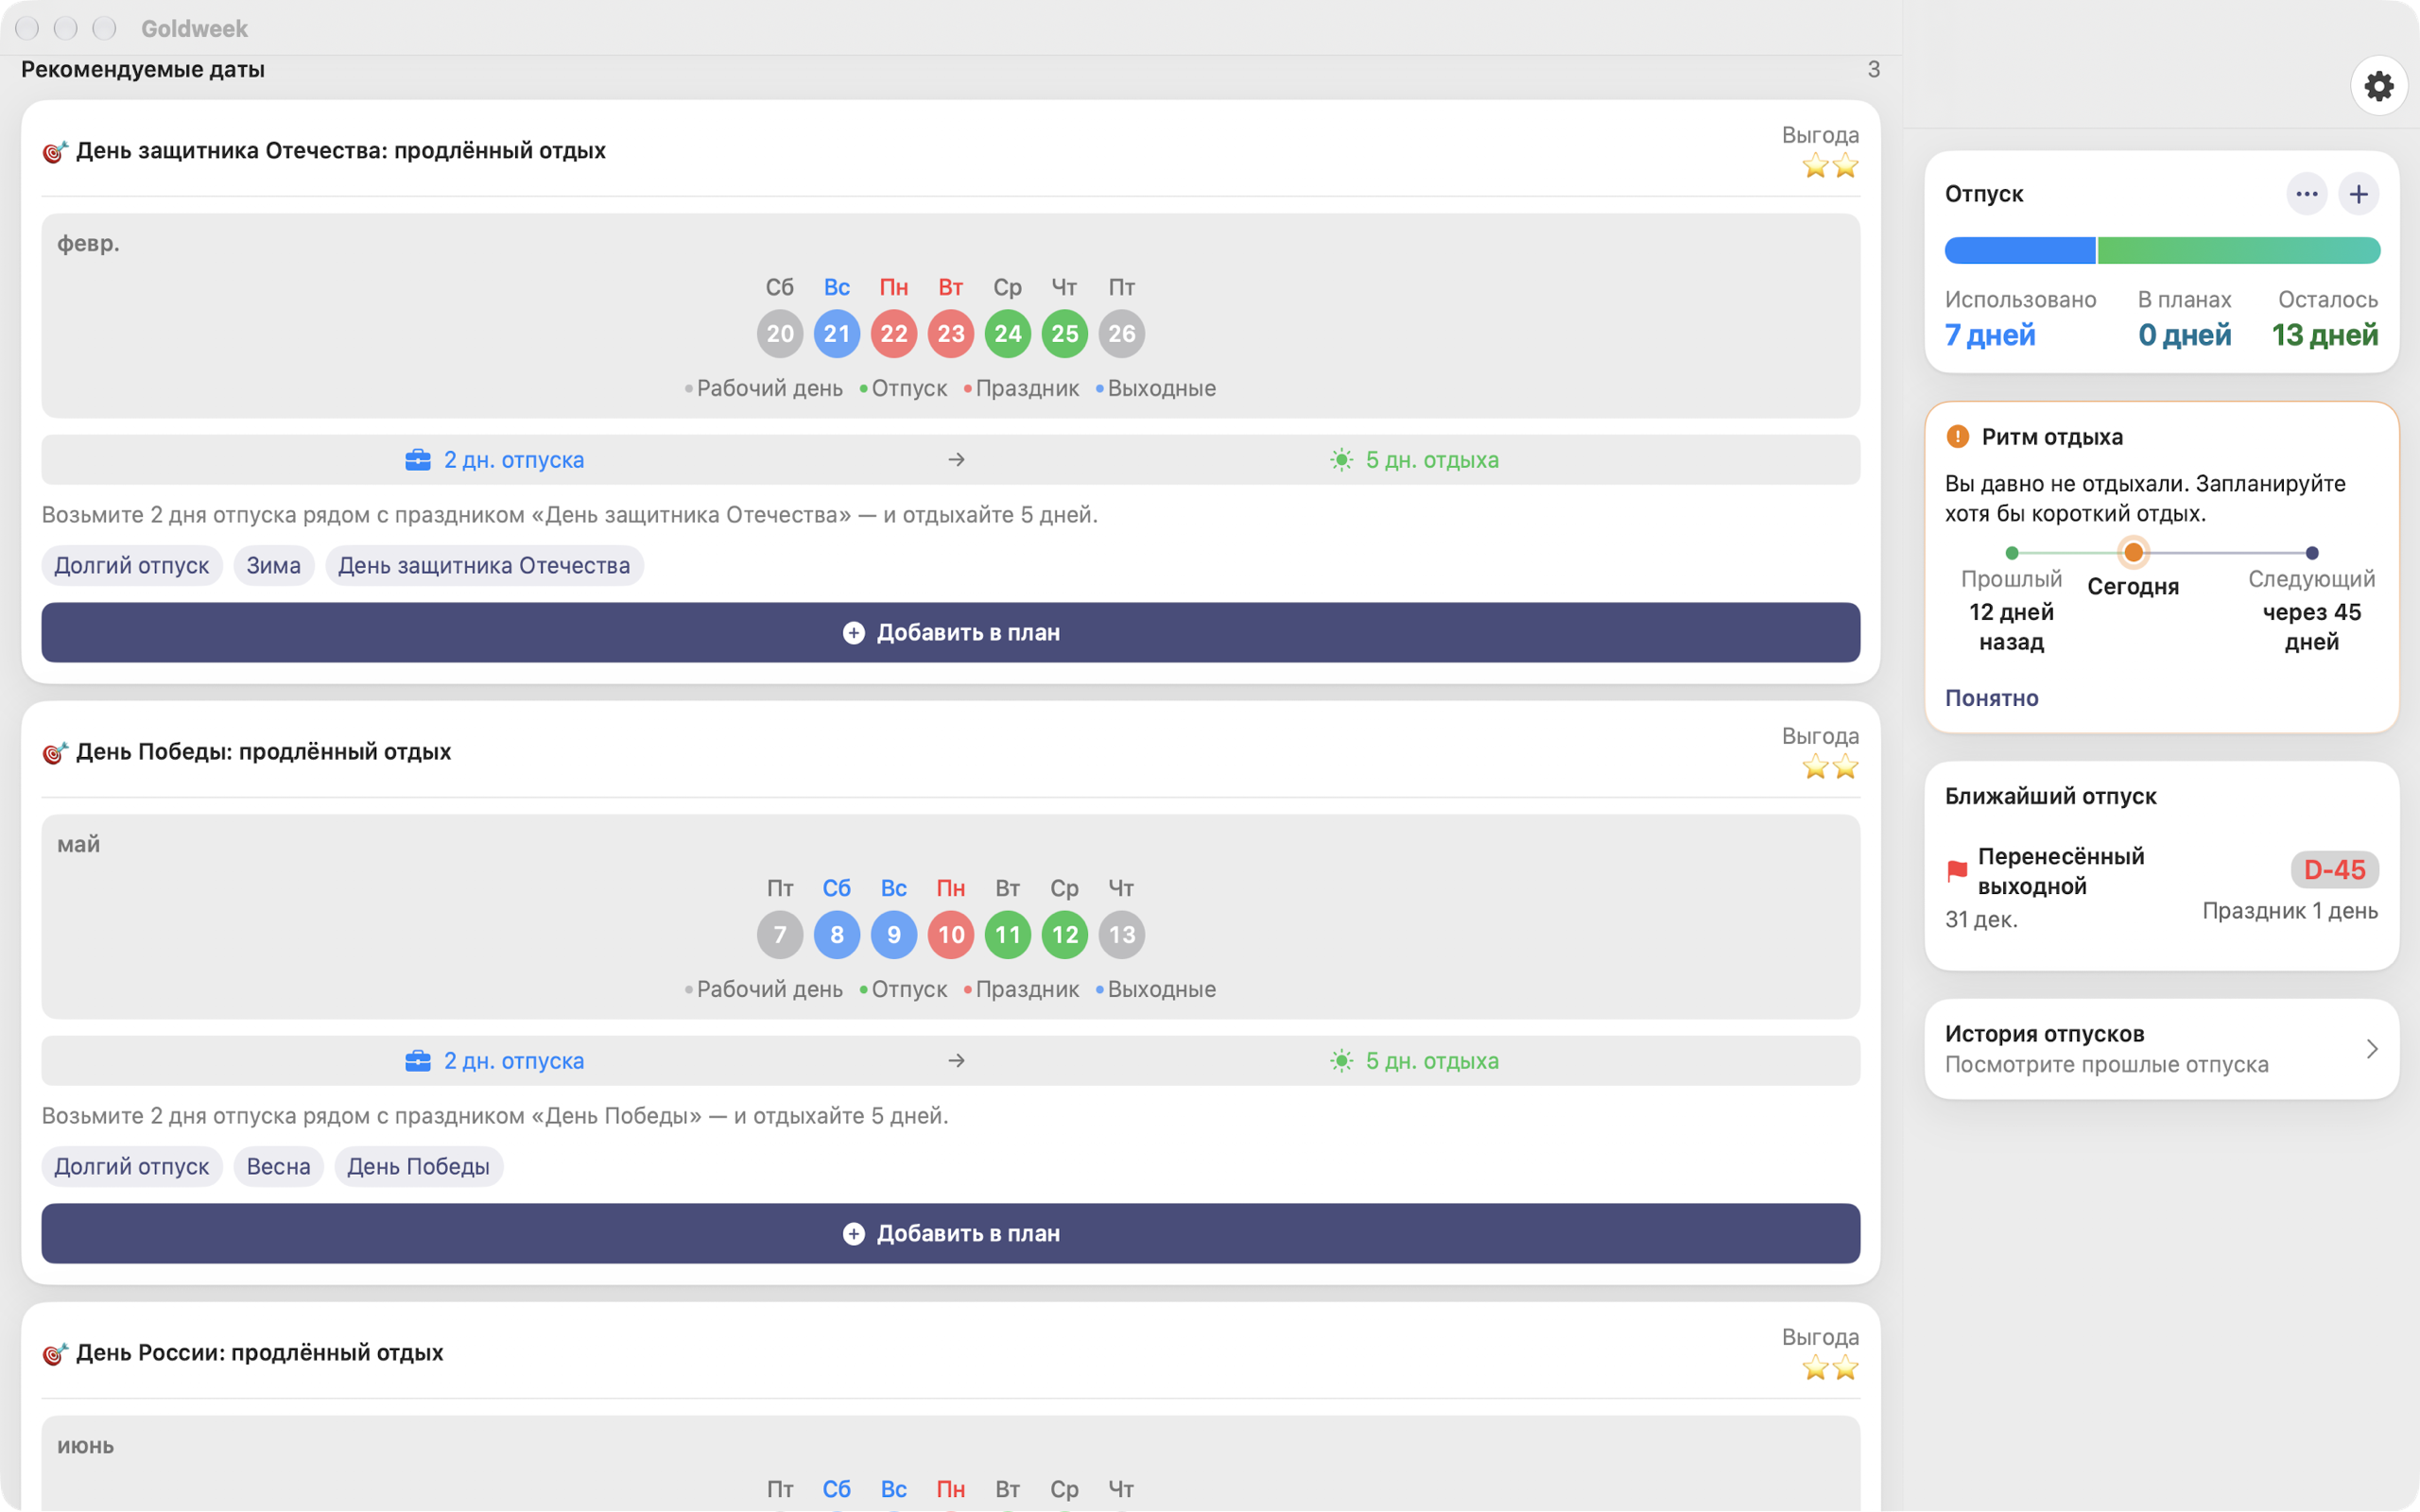 Goldweek
Рекомендуемые даты
3
День защитника Отечества: продлённый отдых
Выгода
февр.
Сб Вс Пн Вт Ср Чт Пт
20 21 22 23 24 25 26
Рабочий день Отпуск Праздник Выходные
2 дн. отпуска → 5 дн. отдыха
Возьмите 2 дня отпуска рядом с праздником «День защитника Отечества» — и отдыхайте 5 дней.
Долгий отпуск Зима День защитника Отечества
Добавить в план
День Победы: продлённый отдых
Выгода
май
Пт Сб Вс Пн Вт Ср Чт
7 8 9 10 11 12 13
Рабочий день Отпуск Праздник Выходные
2 дн. отпуска → 5 дн. отдыха
Возьмите 2 дня отпуска рядом с праздником «День Победы» — и отдыхайте 5 дней.
Долгий отпуск Весна День Победы
Добавить в план
День России: продлённый отдых
Выгода
июнь
Пт Сб Вс Пн Вт Ср Чт
Отпуск
Использовано В планах Осталось
7 дней 0 дней 13 дней
Ритм отдыха
Вы давно не отдыхали. Запланируйте
хотя бы короткий отдых.
Прошлый Сегодня Следующий
12 дней через 45
назад дней
Понятно
Ближайший отпуск
Перенесённый
выходной
31 дек.
D-45
Праздник 1 день
История отпусков
Посмотрите прошлые отпуска